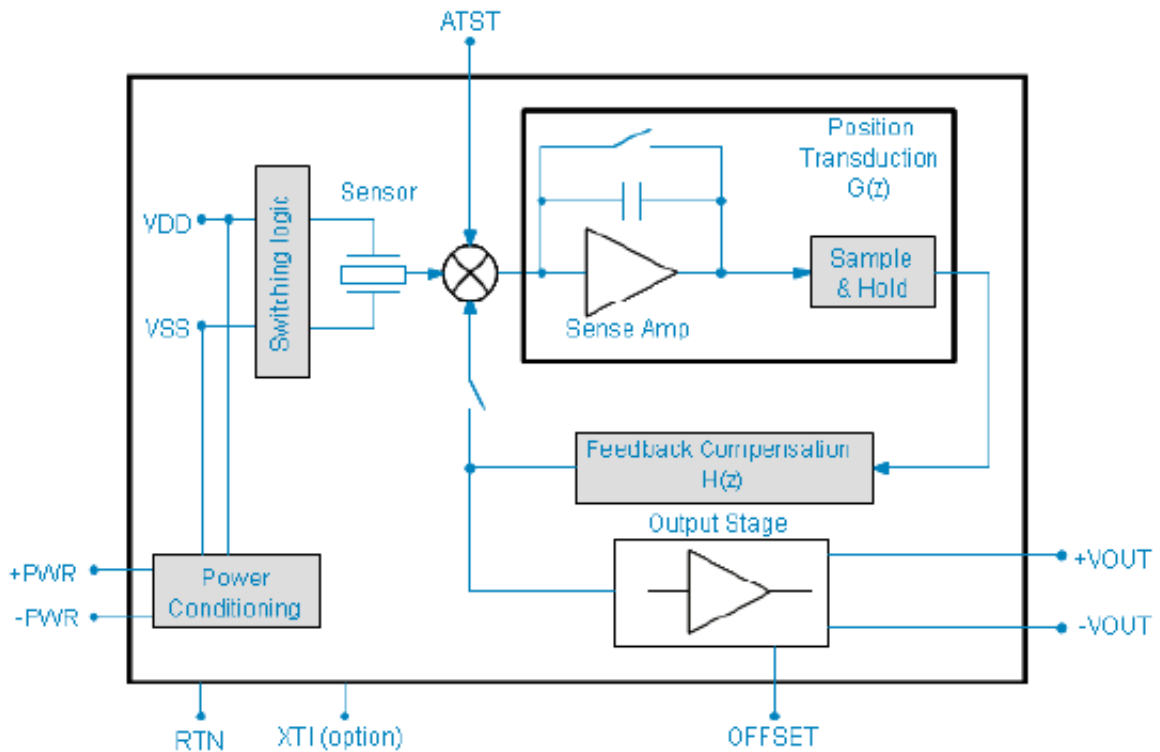 ATST
Position
Transduction
G(z)
Sensor
VDD
Switching logic
Sample
& Hold
VSS
Sense Amp
Feedback Compensation
H(z)
Output Stage
+VOUT
+PWR
Power
Conditioning
-PWR
-VOUT
RTN
XTI (option)
OFFSET